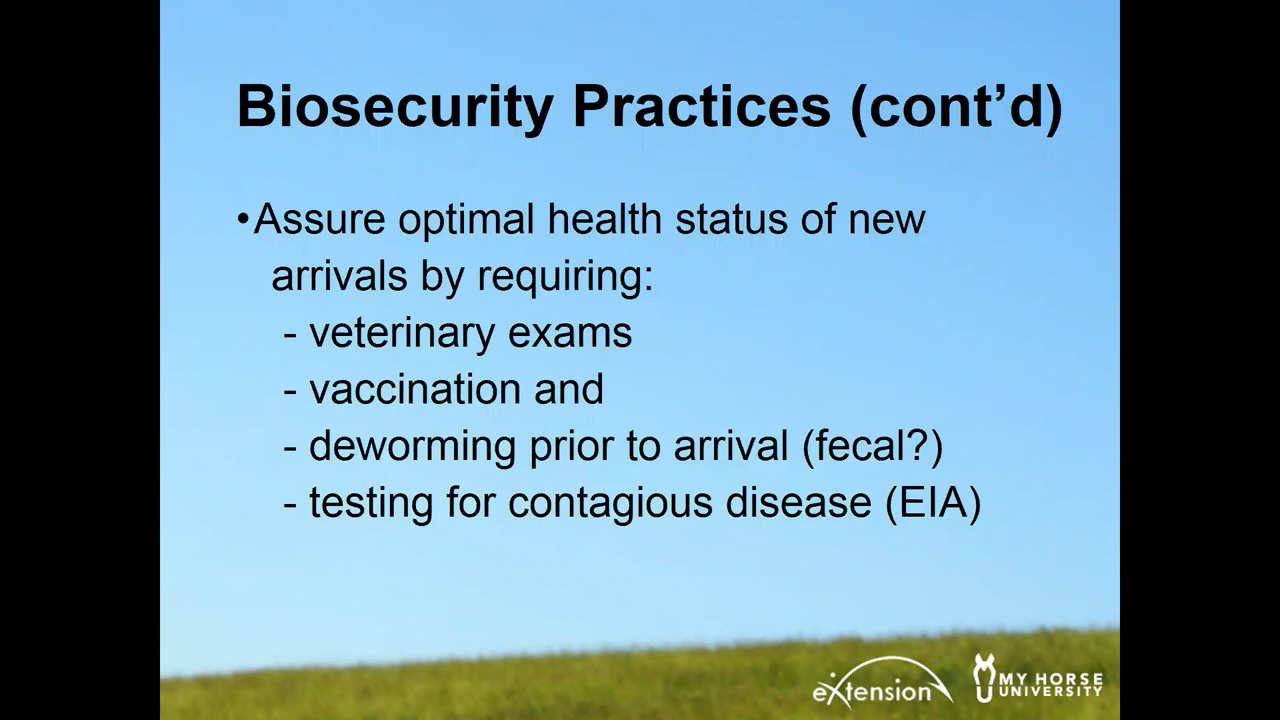 Biosecurity Practices (cont’d)
•Assure optimal health status of new
arrivals by requiring:
- veterinary exams
- vaccination and
- deworming prior to arrival (fecal?)
- testing for contagious disease (EIA)
eXtension
MY HORSE
UNIVERSITY